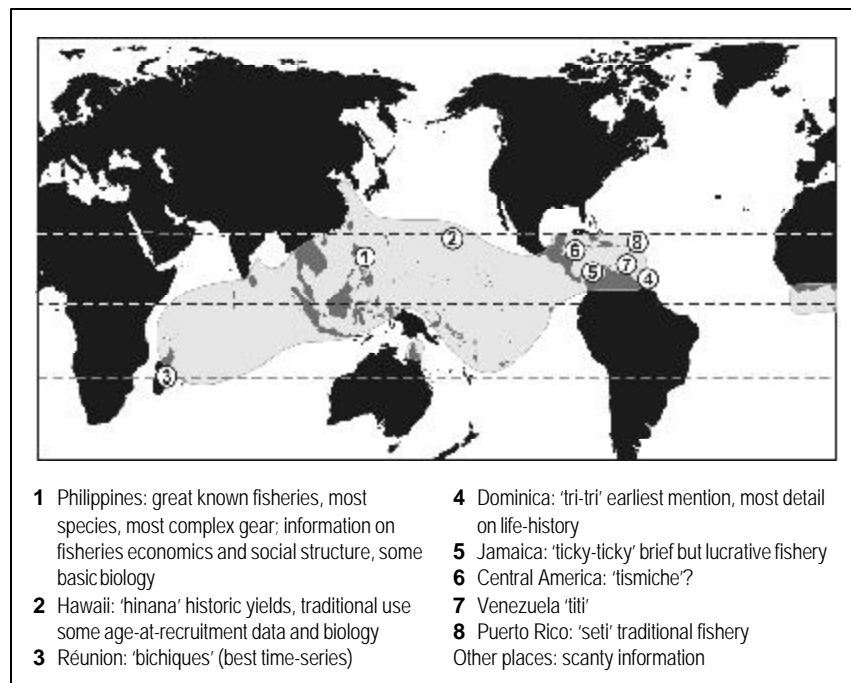 1
2
3
4
5
6
7
8
1 Philippines: great known fisheries, most
species, most complex gear; information on
fisheries economics and social structure, some
basic biology
2 Hawaii: ‘hinana’ historic yields, traditional use
some age-at-recruitment data and biology
3 Réunion: ‘bichiques’ (best time-series)
4 Dominica: ‘tri-tri’ earliest mention, most detail
on life-history
5 Jamaica: ‘ticky-ticky’ brief but lucrative fishery
6 Central America: ‘tismiche’?
7 Venezuela ‘titi’
8 Puerto Rico: ‘seti’ traditional fishery
Other places: scanty information